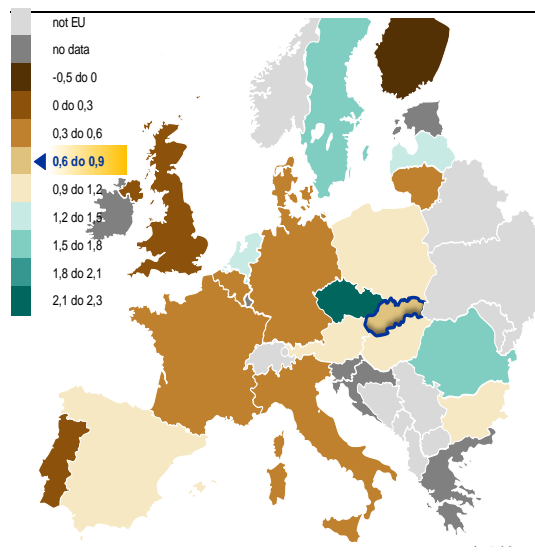 not EU
no data
-0,5 do 0
0 do 0,3
0,3 do 0,6
0,6 do 0,9
0,9 do 1,2
1,2 do 1,5
1,5 do 1,8
1,8 do 2,1
2,1 do 2,3